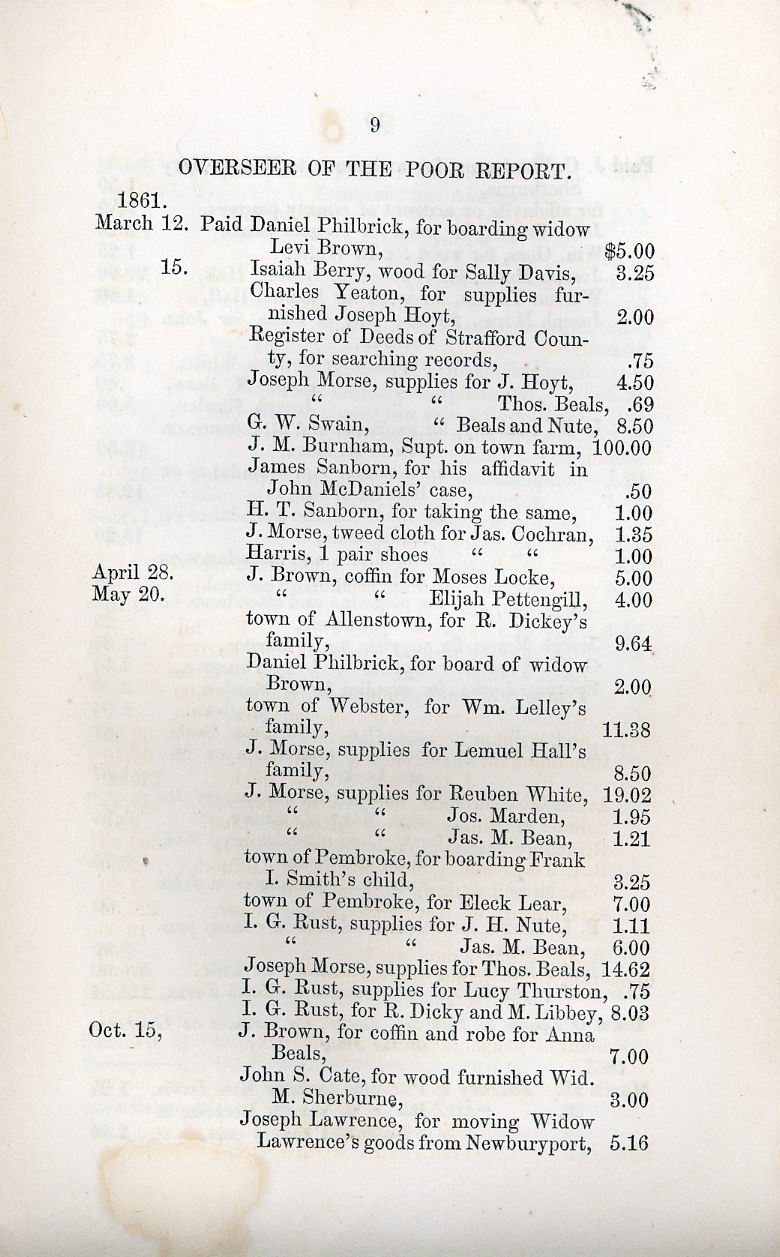 9
OVERSEER OF THE POOR REPORT.
1861.
March 12. Paid Daniel Philbrick, for boarding widow
Levi Brown, $5.00
15. Isaiah Berry, wood for Sally Davis, 3.25
Charles Yeaton, for supplies fur-
nished Joseph Hoyt, 2.00
Register of Deeds of Strafford Coun-
ty, for searching records, .75
Joseph Morse, supplies for J. Hoyt, 4.50
“ “ Thos. Beals, .69
G. W. Swain, “ Beals and Nute, 8.50
J. M. Burnham, Supt. on town farm, 100.00
James Sanborn, for his affidavit in
John McDaniels’ case, .50
H. T. Sanborn, for taking the same, 1.00
J. Morse, tweed cloth for Jas. Cochran, 1.35
Harris, 1 pair shoes “ “ 1.00
April 28. J. Brown, coffin for Moses Locke, 5.00
May 20. “ “ Elijah Pettengill, 4.00
town of Allenstown, for R. Dickey’s
family, 9.64
Daniel Philbrick, for board of widow
Brown, 2.00
town of Webster, for Wm. Lelley’s
family, 11.38
J. Morse, supplies for Lemuel Hall’s
family, 8.50
J. Morse, supplies for Reuben White, 19.02
“ “ Jos. Marden, 1.95
“ “ Jas. M. Bean, 1.21
town of Pembroke, for boarding Frank
I. Smith’s child, 3.25
town of Pembroke, for Eleck Lear, 7.00
I. G. Rust, supplies for J. H. Nute, 1.11
“ “ Jas. M. Bean, 6.00
Joseph Morse, supplies for Thos. Beals, 14.62
I. G. Rust, supplies for Lucy Thurston, .75
I. G. Rust, for R. Dicky and M. Libbey, 8.03
Oct. 15, J. Brown, for coffin and robe for Anna
Beals, 7.00
John S. Cate, for wood furnished Wid.
M. Sherburne, 3.00
Joseph Lawrence, for moving Widow
Lawrence’s goods from Newburyport, 5.16